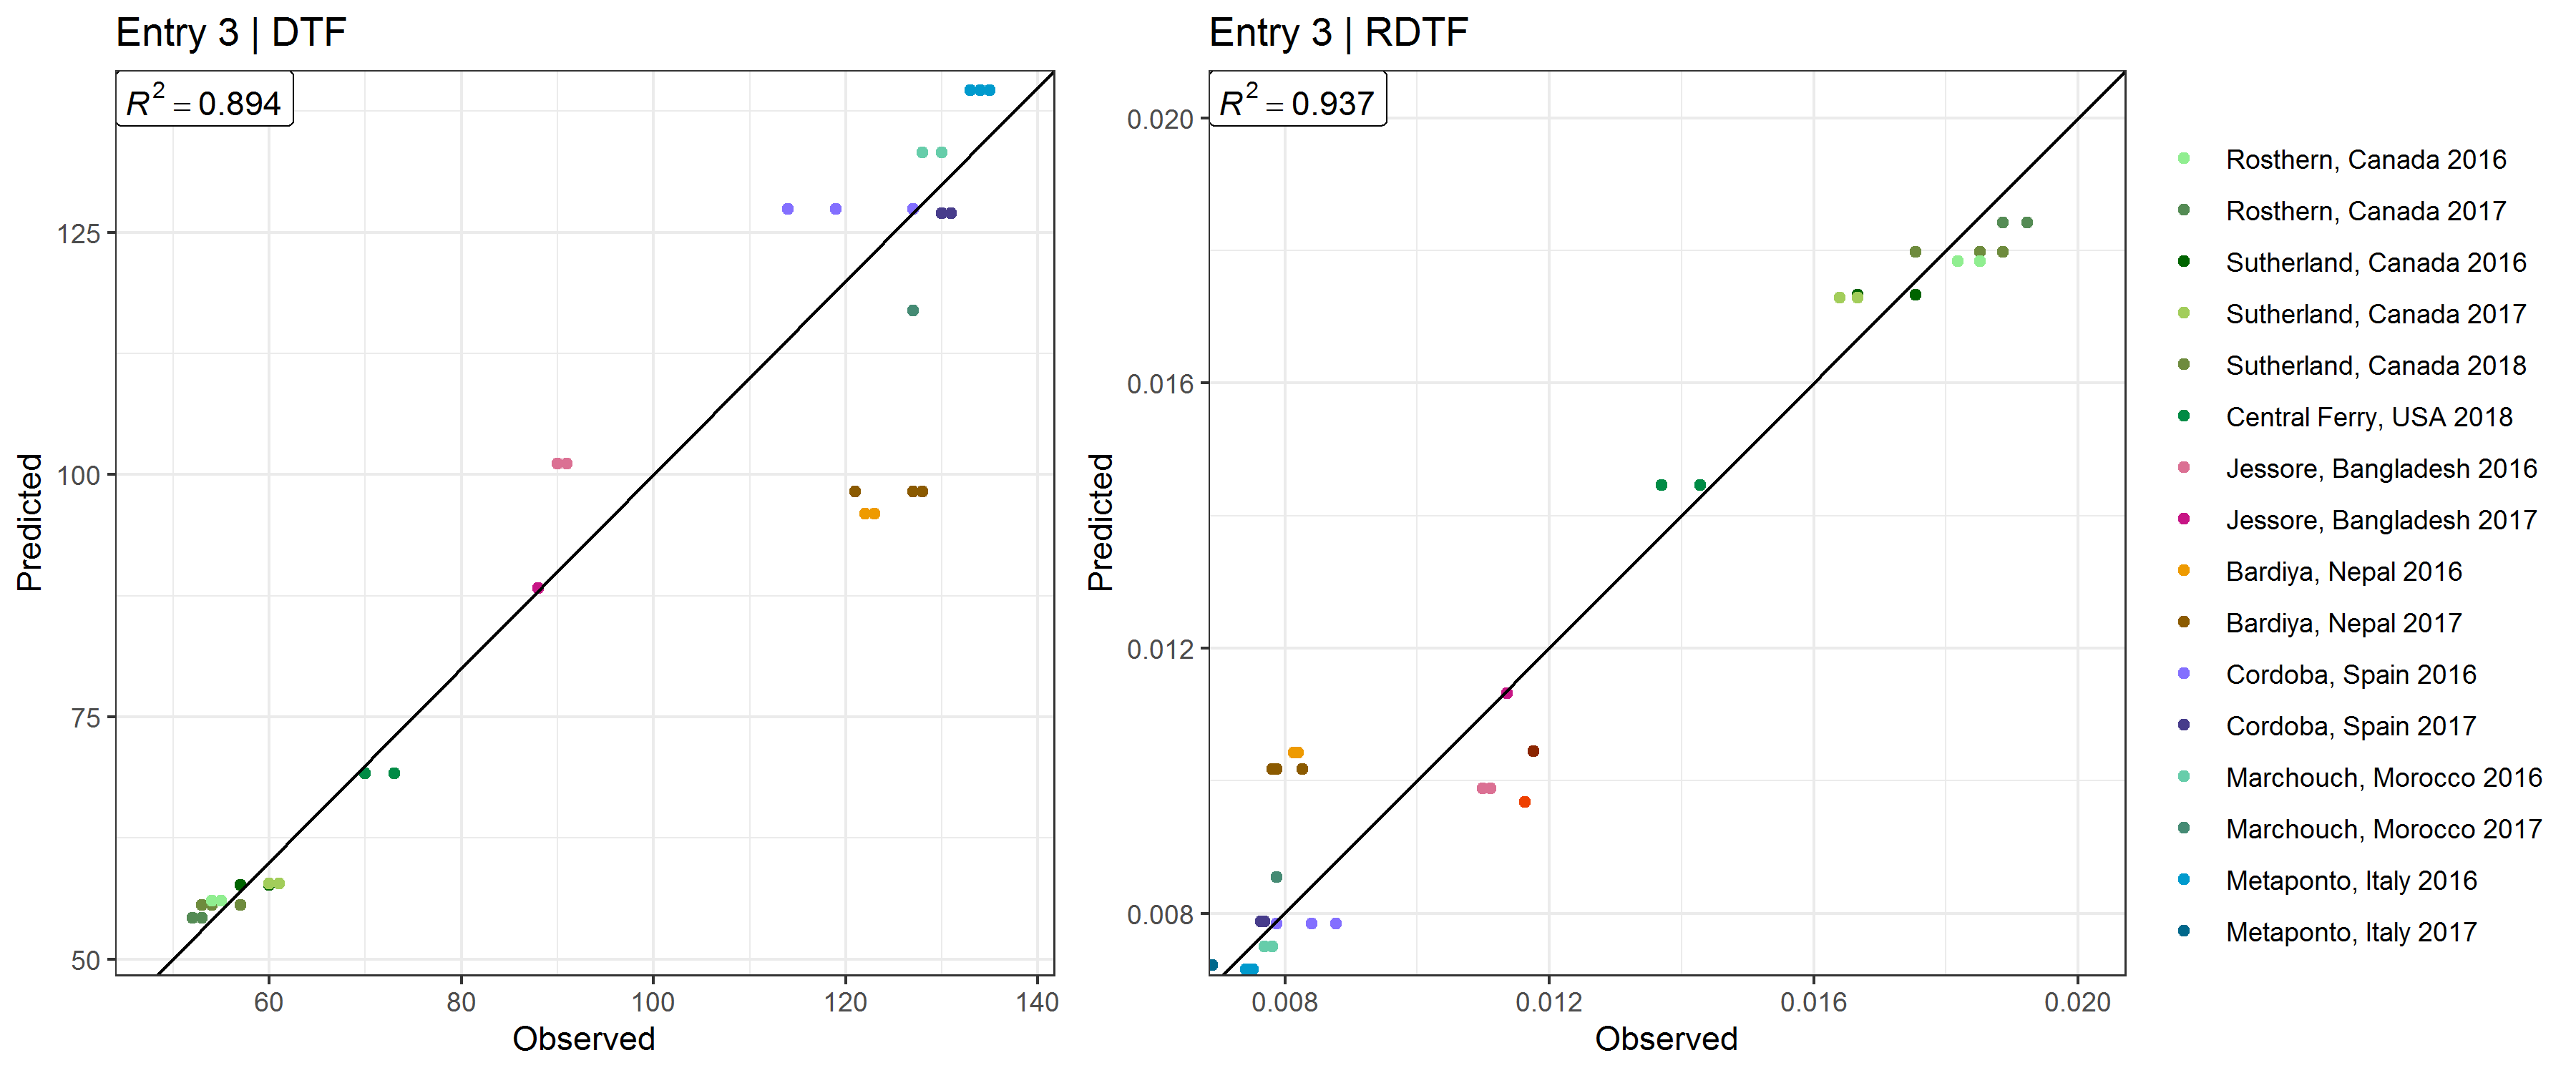 Entry 3 | DTF
R² = 0.894
125
100
75
50
Predicted
60
80
100
120
140
Observed
Entry 3 | RDTF
R² = 0.937
0.020
0.016
0.012
0.008
Predicted
0.008
0.012
0.016
0.020
Observed
Rosthern, Canada 2016
Rosthern, Canada 2017
Sutherland, Canada 2016
Sutherland, Canada 2017
Sutherland, Canada 2018
Central Ferry, USA 2018
Jessore, Bangladesh 2016
Jessore, Bangladesh 2017
Bardiya, Nepal 2016
Bardiya, Nepal 2017
Cordoba, Spain 2016
Cordoba, Spain 2017
Marchouch, Morocco 2016
Marchouch, Morocco 2017
Metaponto, Italy 2016
Metaponto, Italy 2017